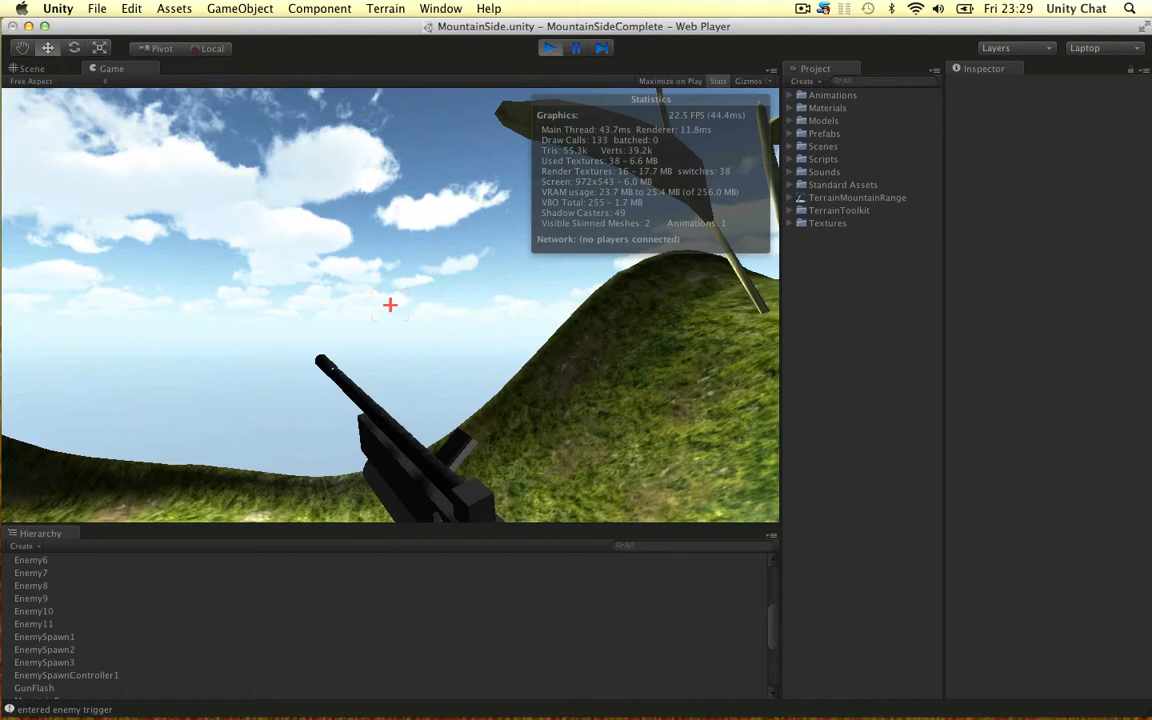 Unity File Edit Assets GameObject Component Terrain Window Help Fri 23:29 Unity Chat
MountainSide.unity – MountainSideComplete – Web Player
Pivot Local Layers Laptop
Scene Game Project Inspector
Free Aspect Maximize on Play Stats Gizmos Create All
Statistics
Graphics: 22.5 FPS (44.4ms)
Main Thread: 43.7ms Renderer: 11.8ms
Draw Calls: 133 batched: 0
Tris: 55.3k Verts: 39.2k
Used Textures: 38 – 6.6 MB
Render Textures: 16 – 17.7 MB switches: 38
Screen: 972x543 – 6.0 MB
VRAM usage: 23.7 MB to 25.4 MB (of 256.0 MB)
VBO Total: 255 – 1.7 MB
Shadow Casters: 49
Visible Skinned Meshes: 2 Animations: 1
Network: (no players connected)
Animations
Materials
Models
Prefabs
Scenes
Scripts
Sounds
Standard Assets
TerrainMountainRange
TerrainToolkit
Textures
Hierarchy
Create All
Enemy6
Enemy7
Enemy8
Enemy9
Enemy10
Enemy11
EnemySpawn1
EnemySpawn2
EnemySpawn3
EnemySpawnController1
GunFlash
entered enemy trigger